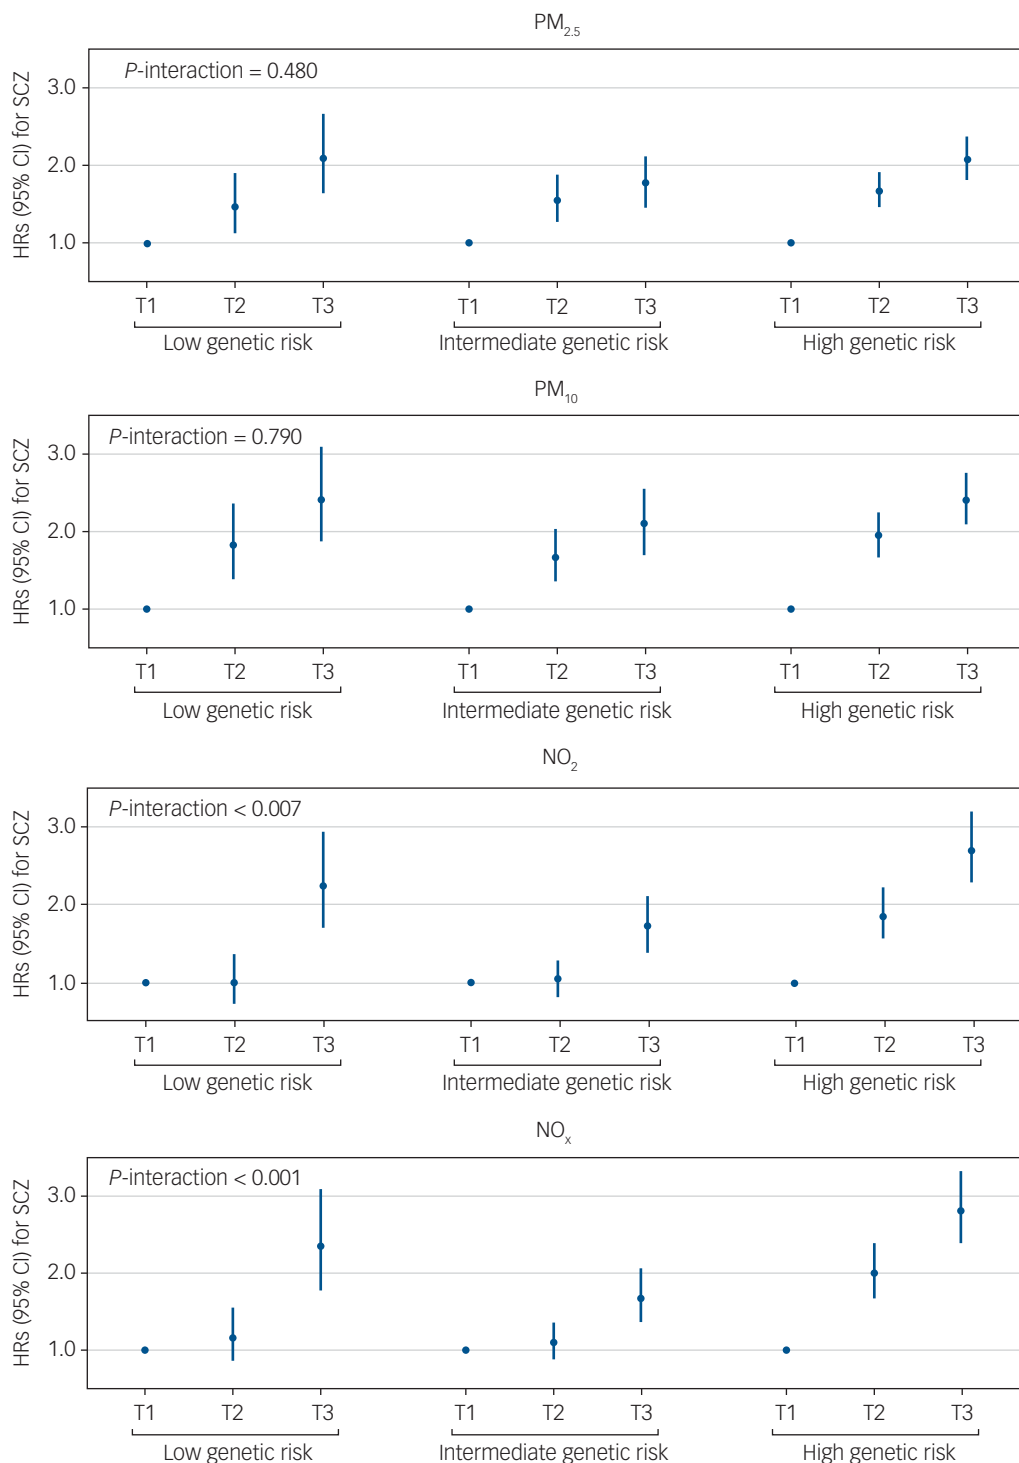 PM2.5
P-interaction = 0.480
HRs (95% CI) for SCZ
3.0
2.0
1.0
T1 T2 T3 T1 T2 T3 T1 T2 T3
Low genetic risk Intermediate genetic risk High genetic risk
PM10
P-interaction = 0.790
HRs (95% CI) for SCZ
3.0
2.0
1.0
T1 T2 T3 T1 T2 T3 T1 T2 T3
Low genetic risk Intermediate genetic risk High genetic risk
NO2
P-interaction < 0.007
HRs (95% CI) for SCZ
3.0
2.0
1.0
T1 T2 T3 T1 T2 T3 T1 T2 T3
Low genetic risk Intermediate genetic risk High genetic risk
NOx
P-interaction < 0.001
HRs (95% CI) for SCZ
3.0
2.0
1.0
T1 T2 T3 T1 T2 T3 T1 T2 T3
Low genetic risk Intermediate genetic risk High genetic risk